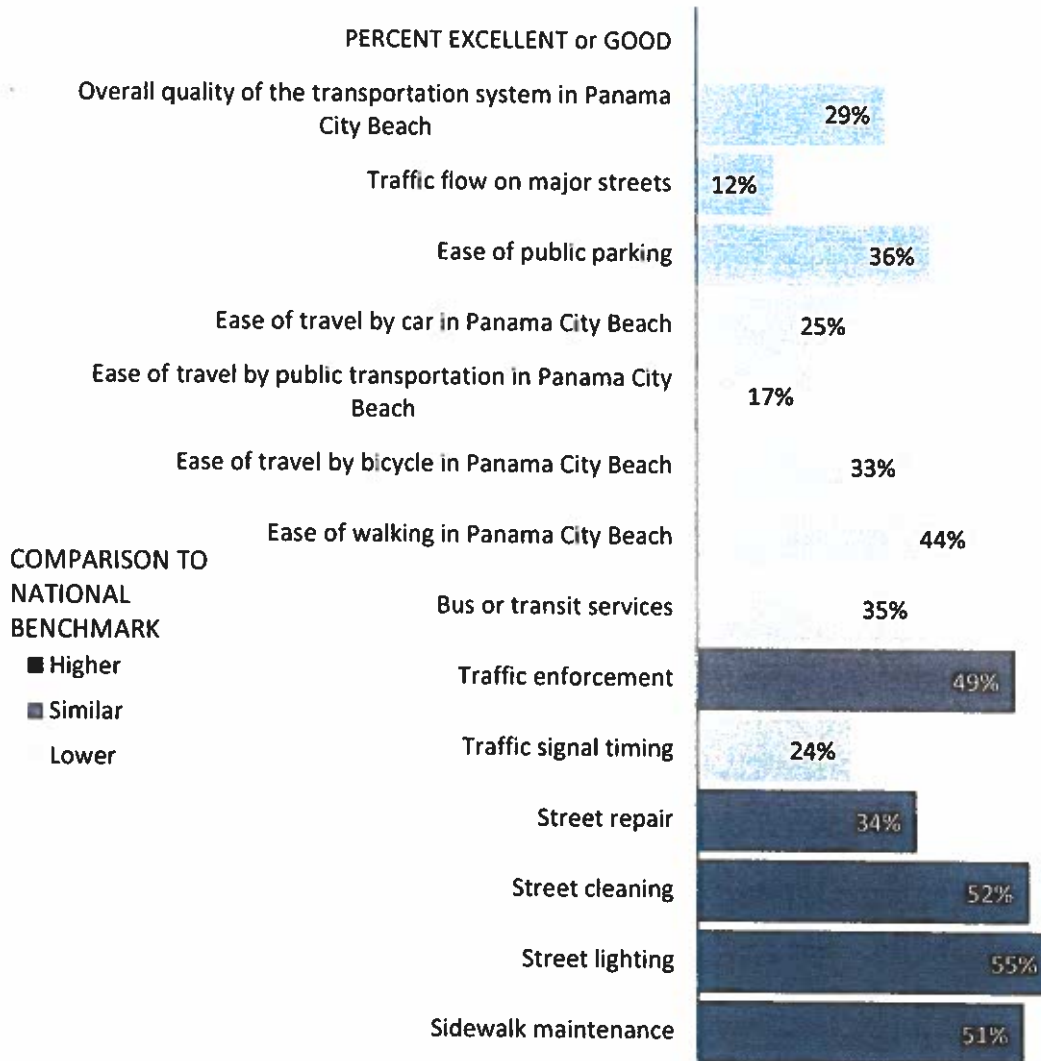 PERCENT EXCELLENT or GOOD
Overall quality of the transportation system in Panama
City Beach
29%
Traffic flow on major streets
12%
Ease of public parking
36%
Ease of travel by car in Panama City Beach
25%
Ease of travel by public transportation in Panama City
Beach
17%
Ease of travel by bicycle in Panama City Beach
33%
Ease of walking in Panama City Beach
44%
Bus or transit services
35%
Traffic enforcement
49%
Traffic signal timing
24%
Street repair
34%
Street cleaning
52%
Street lighting
55%
Sidewalk maintenance
51%
COMPARISON TO
NATIONAL
BENCHMARK
Higher
Similar
Lower